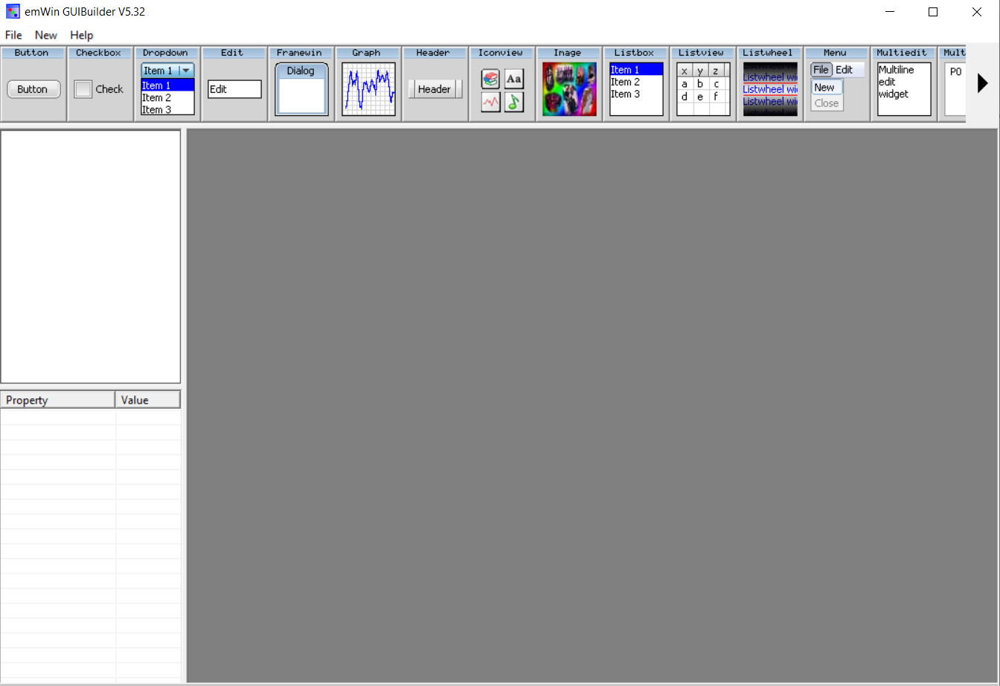 emWin GUIBuilder V5.32
File New Help
Button Checkbox Dropdown Edit Framewin Graph Header Iconview Image Listbox Listview Listwheel Menu Multiedit Mult
Button
Check
Item 1
Item 1
Item 2
Item 3
Edit
Dialog
Header
Aa
Item 1
Item 2
Item 3
x y z
a b c
d e f
Listwheel wi
Listwheel wi
Listwheel wi
File Edit
New
Close
Multiline
edit
widget
P0
Property Value